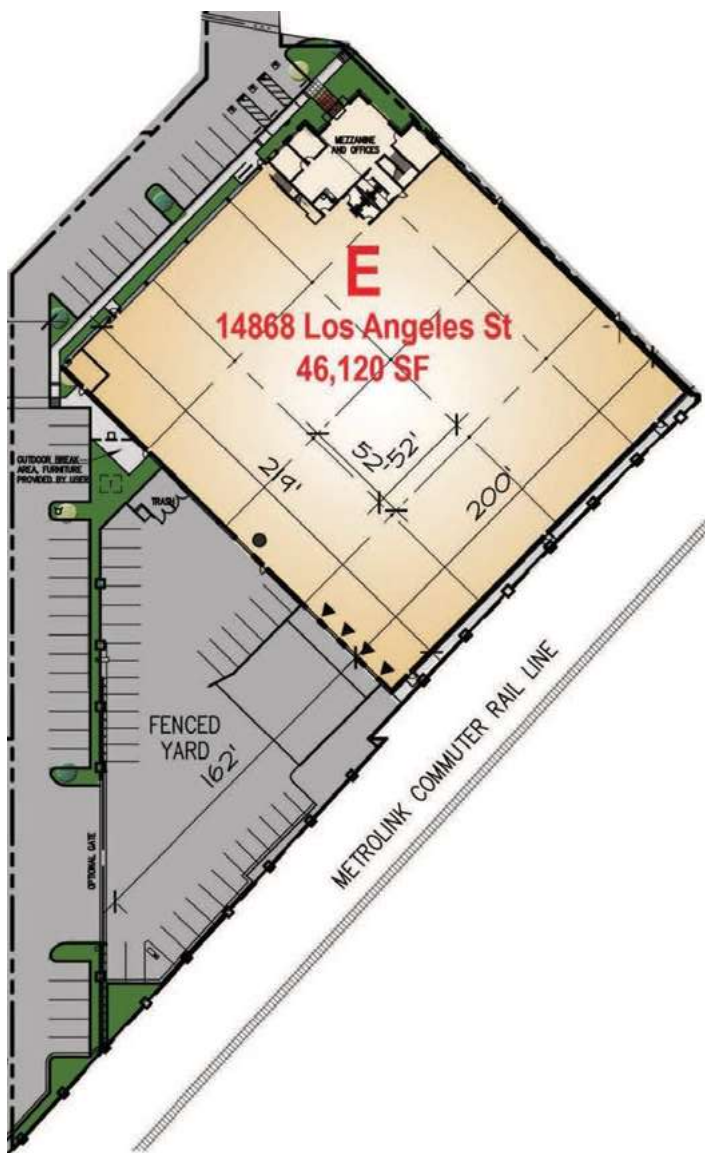 MEZZANINE
AND OFFICES
E
14868 Los Angeles St
46,120 SF
52'-52'
219'
200'
OUTDOOR BREAK
AREA, FURNITURE
PROVIDED BY USER
TRASH
FENCED
YARD
162'
OPTIONAL GATE
METROLINK COMMUTER RAIL LINE